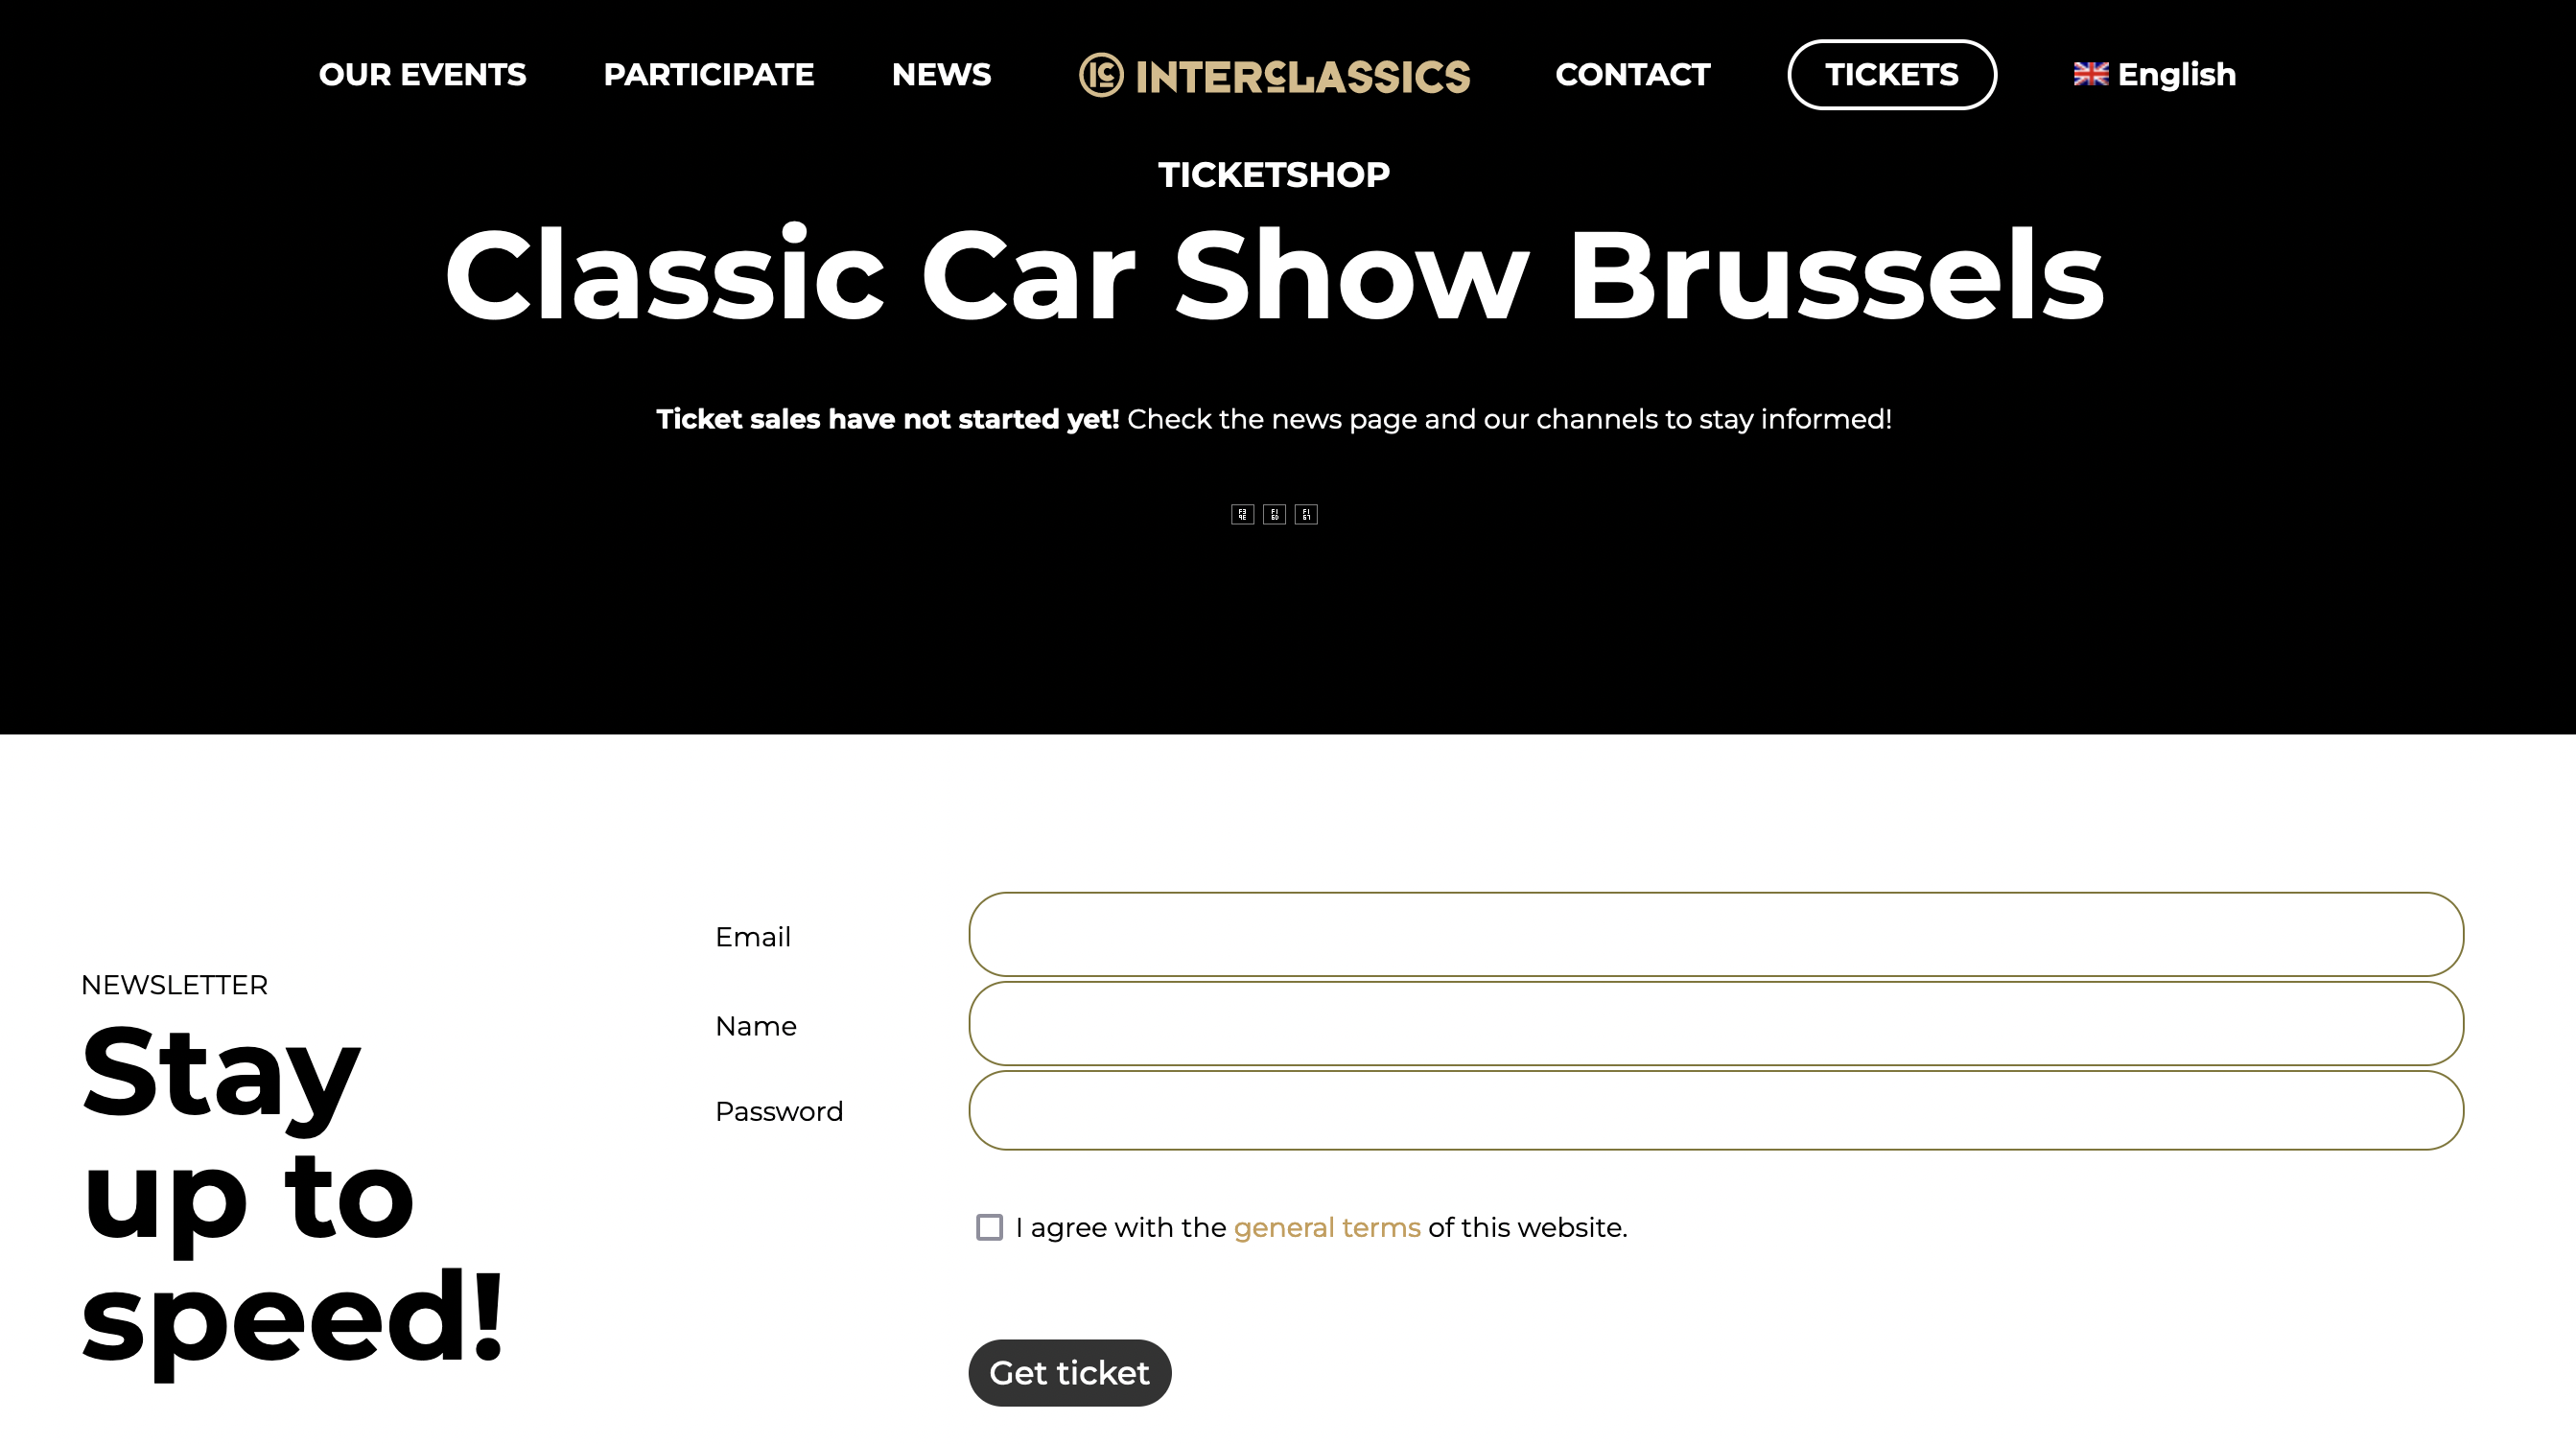 OUR EVENTS PARTICIPATE NEWS INTERCLASSICS CONTACT TICKETS English
TICKETSHOP
Classic Car Show Brussels
Ticket sales have not started yet! Check the news page and our channels to stay informed!
Email
NEWSLETTER
Name
Stay
up to
speed!
Password
I agree with the general terms of this website.
Get ticket